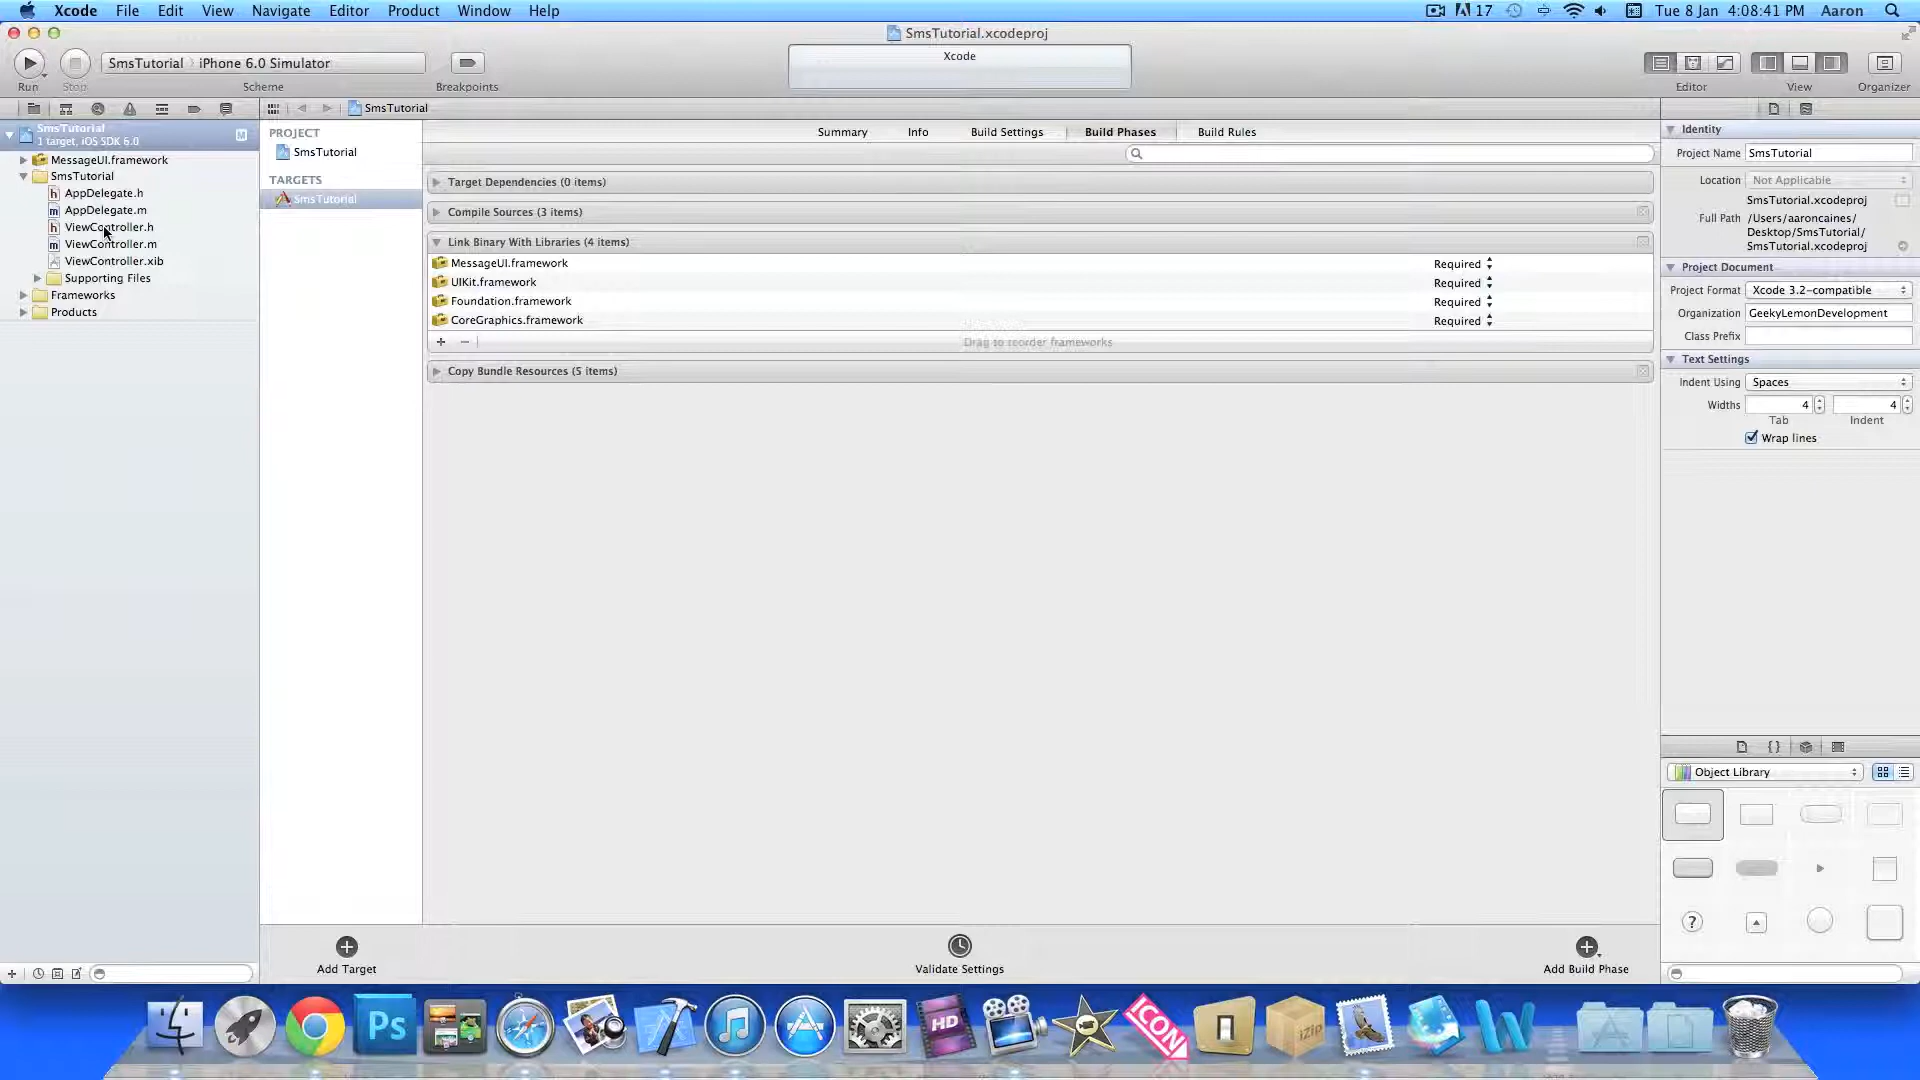 Xcode File Edit View Navigate Editor Product Window Help
17 Tue 8 Jan 4:08:41 PM Aaron
SmsTutorial.xcodeproj
SmsTutorial iPhone 6.0 Simulator
Xcode
Run Stop Scheme Breakpoints Editor View Organizer
SmsTutorial
SmsTutorial
1 target, iOS SDK 6.0
M
MessageUI.framework
SmsTutorial
h AppDelegate.h
m AppDelegate.m
h ViewController.h
m ViewController.m
ViewController.xib
Supporting Files
Frameworks
Products
PROJECT
SmsTutorial
TARGETS
SmsTutorial
Summary Info Build Settings Build Phases Build Rules
Target Dependencies (0 items)
Compile Sources (3 items)
Link Binary With Libraries (4 items)
MessageUI.framework Required
UIKit.framework Required
Foundation.framework Required
CoreGraphics.framework Required
Drag to reorder frameworks
Copy Bundle Resources (5 items)
Add Target
Validate Settings
Add Build Phase
Identity
Project Name SmsTutorial
Location Not Applicable
SmsTutorial.xcodeproj
Full Path /Users/aaroncaines/
Desktop/SmsTutorial/
SmsTutorial.xcodeproj
Project Document
Project Format Xcode 3.2-compatible
Organization GeekyLemonDevelopment
Class Prefix
Text Settings
Indent Using Spaces
Widths 4 4
Tab Indent
Wrap lines
{}
Object Library
?
Ps
HD
ICON
iZip
W